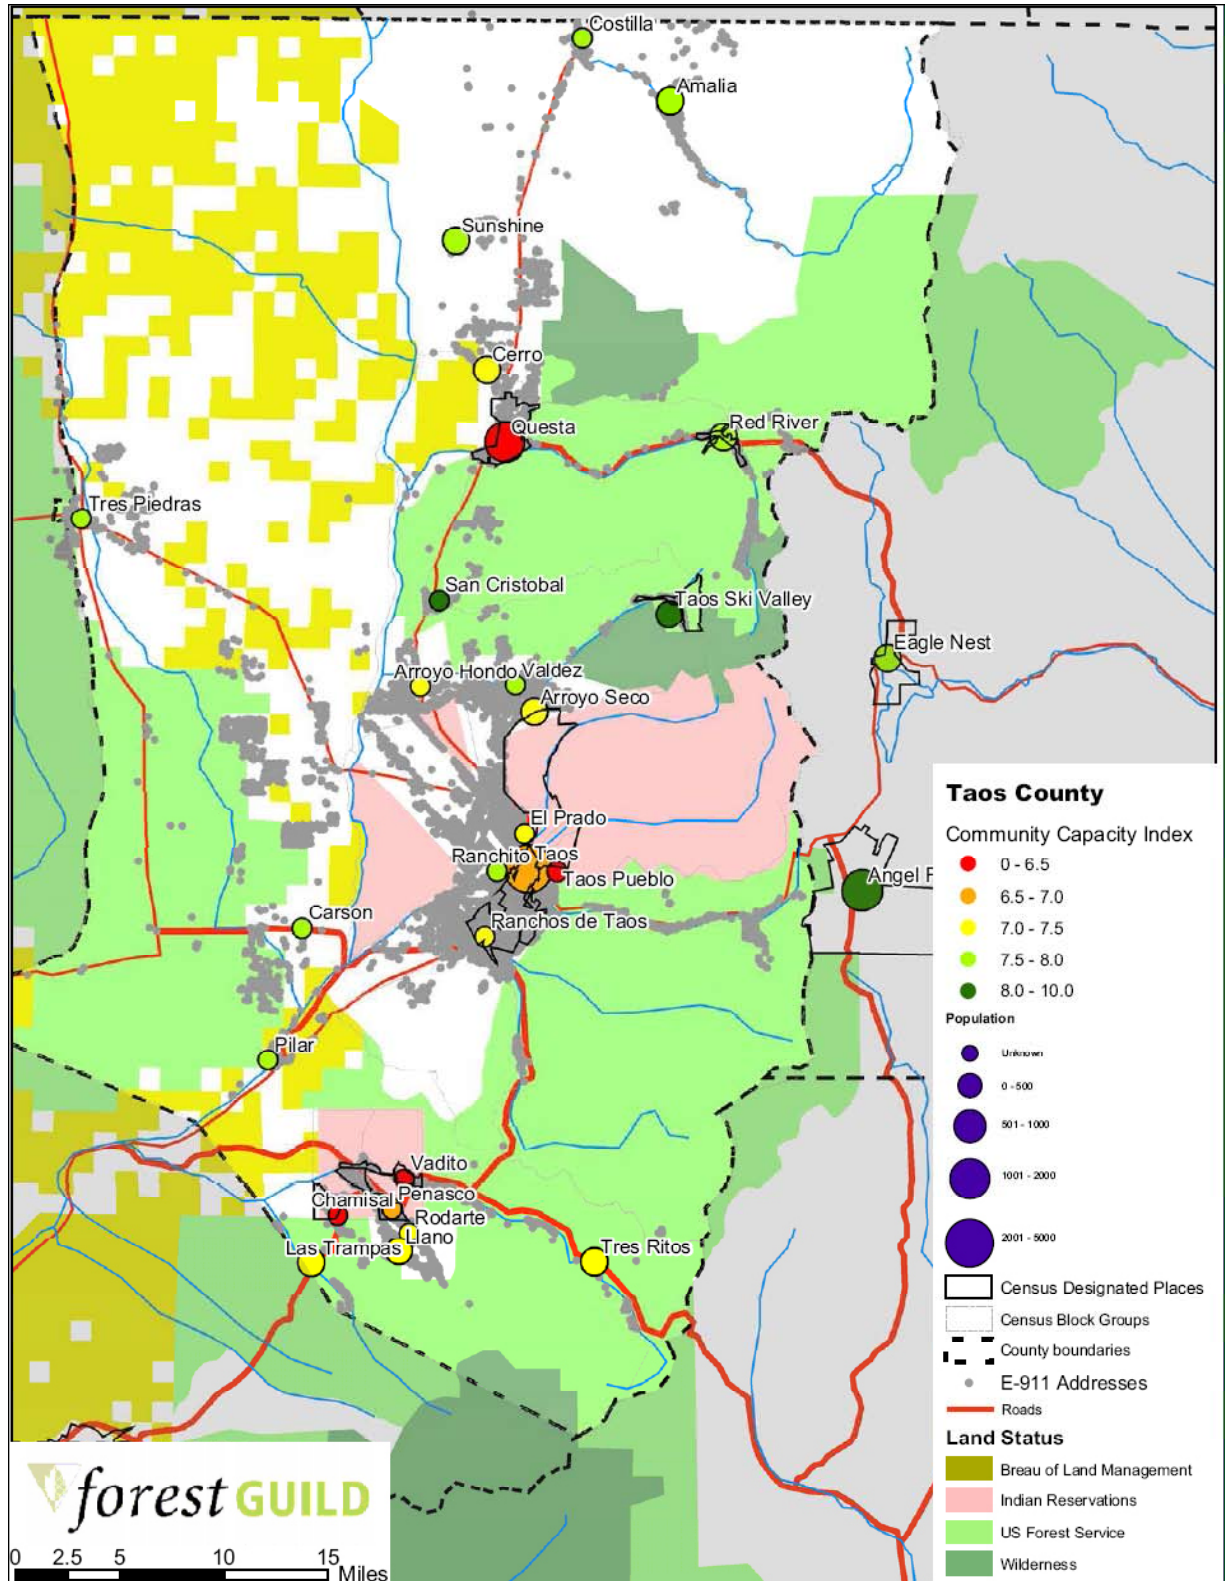 Costilla
Amalia
Sunshine
Cerro
Questa
Red River
Tres Piedras
San Cristobal
Taos Ski Valley
Eagle Nest
Arroyo Hondo
Valdez
Arroyo Seco
El Prado
Ranchito
Taos
Taos Pueblo
Angel F
Carson
Ranchos de Taos
Pilar
Vadito
Chamisal
Penasco
Rodarte
Llano
Las Trampas
Tres Ritos
Taos County
Community Capacity Index
0 - 6.5
6.5 - 7.0
7.0 - 7.5
7.5 - 8.0
8.0 - 10.0
Population
Unknown
0 - 500
501 - 1000
1001 - 2000
2001 - 5000
Census Designated Places
Census Block Groups
County boundaries
E-911 Addresses
Roads
Land Status
Breau of Land Management
Indian Reservations
US Forest Service
Wilderness
forest GUILD
0 2.5 5 10 15
Miles